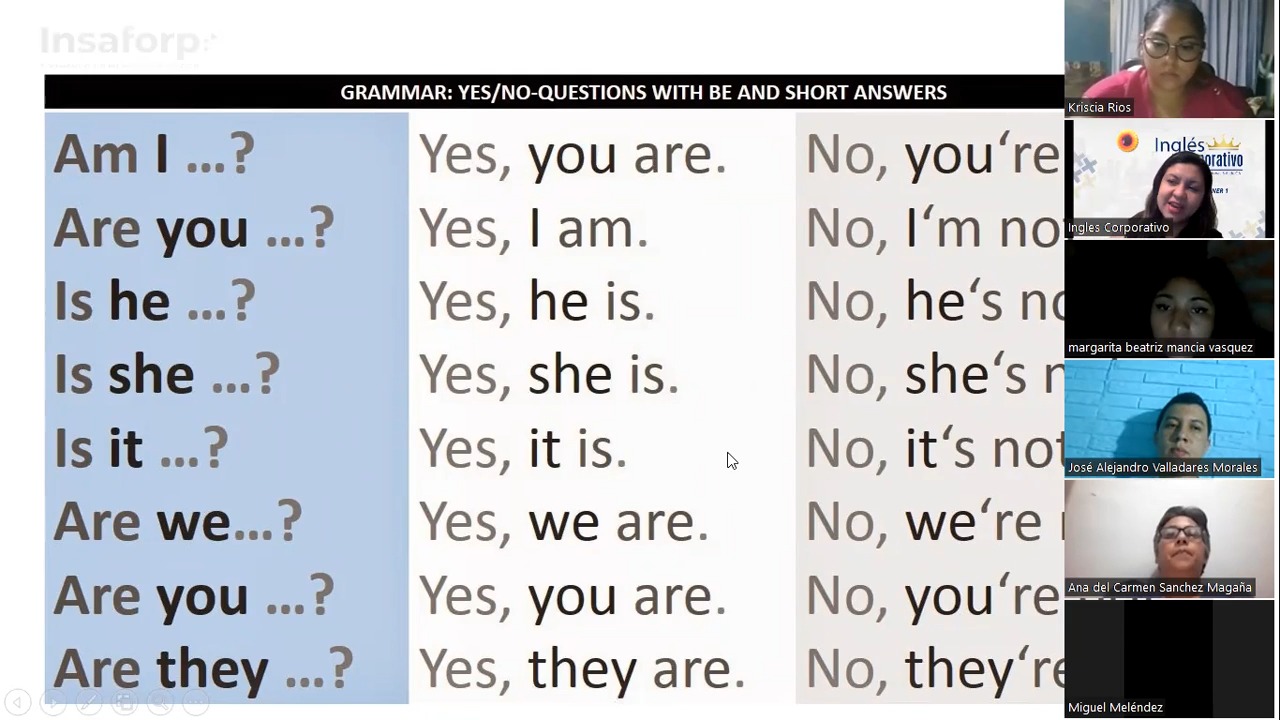 Insaforp
GRAMMAR: YES/NO-QUESTIONS WITH BE AND SHORT ANSWERS
Am I ...? Yes, you are. No, you‘re
Are you ...? Yes, I am. No, I‘m not
Is he ...? Yes, he is. No, he‘s no
Is she ...? Yes, she is. No, she‘s n
Is it ...? Yes, it is. No, it‘s not
Are we...? Yes, we are. No, we‘re
Are you ...? Yes, you are. No, you‘re
Are they ...? Yes, they are. No, they‘re
Kriscia Rios
Inglés
porativo
NER 1
Ingles Corporativo
margarita beatriz mancia vasquez
José Alejandro Valladares Morales
Ana del Carmen Sanchez Magaña
Miguel Meléndez